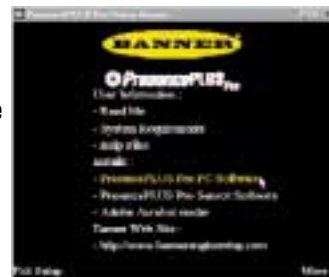 BANNER
PresencePLUS Pro
User Information:
- Read Me
- System Requirements
- Help Files
Install:
- PresencePLUS Pro PC Software
- PresencePLUS Pro Sensor Software
- Adobe Acrobat reader
Banner Web Site:
- http://www.bannerengineering.com
Exit Setup